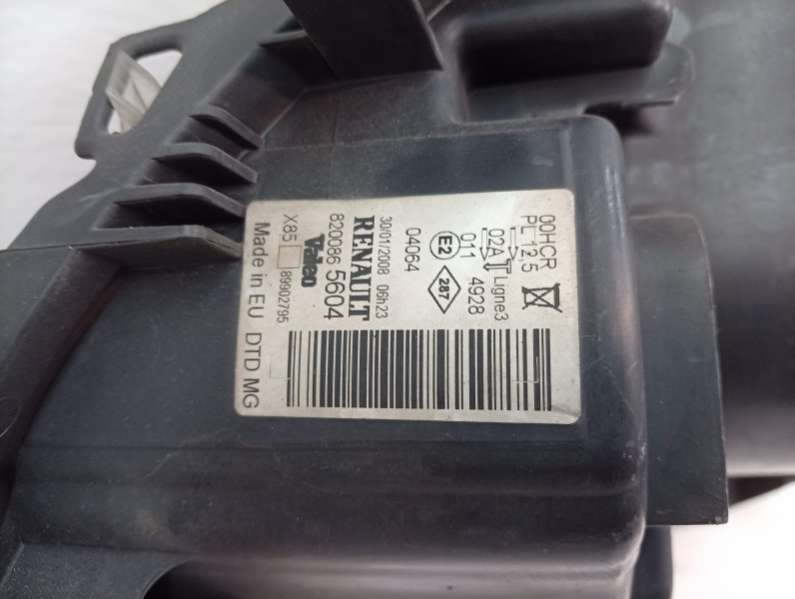 00HCR
PL 12,5
02A Ligne3
011 4928
E2 287
04064
30/01/2008 06h23
RENAULT
820086 5604
Valeo
X85 89902795
Made in EU DTD MG